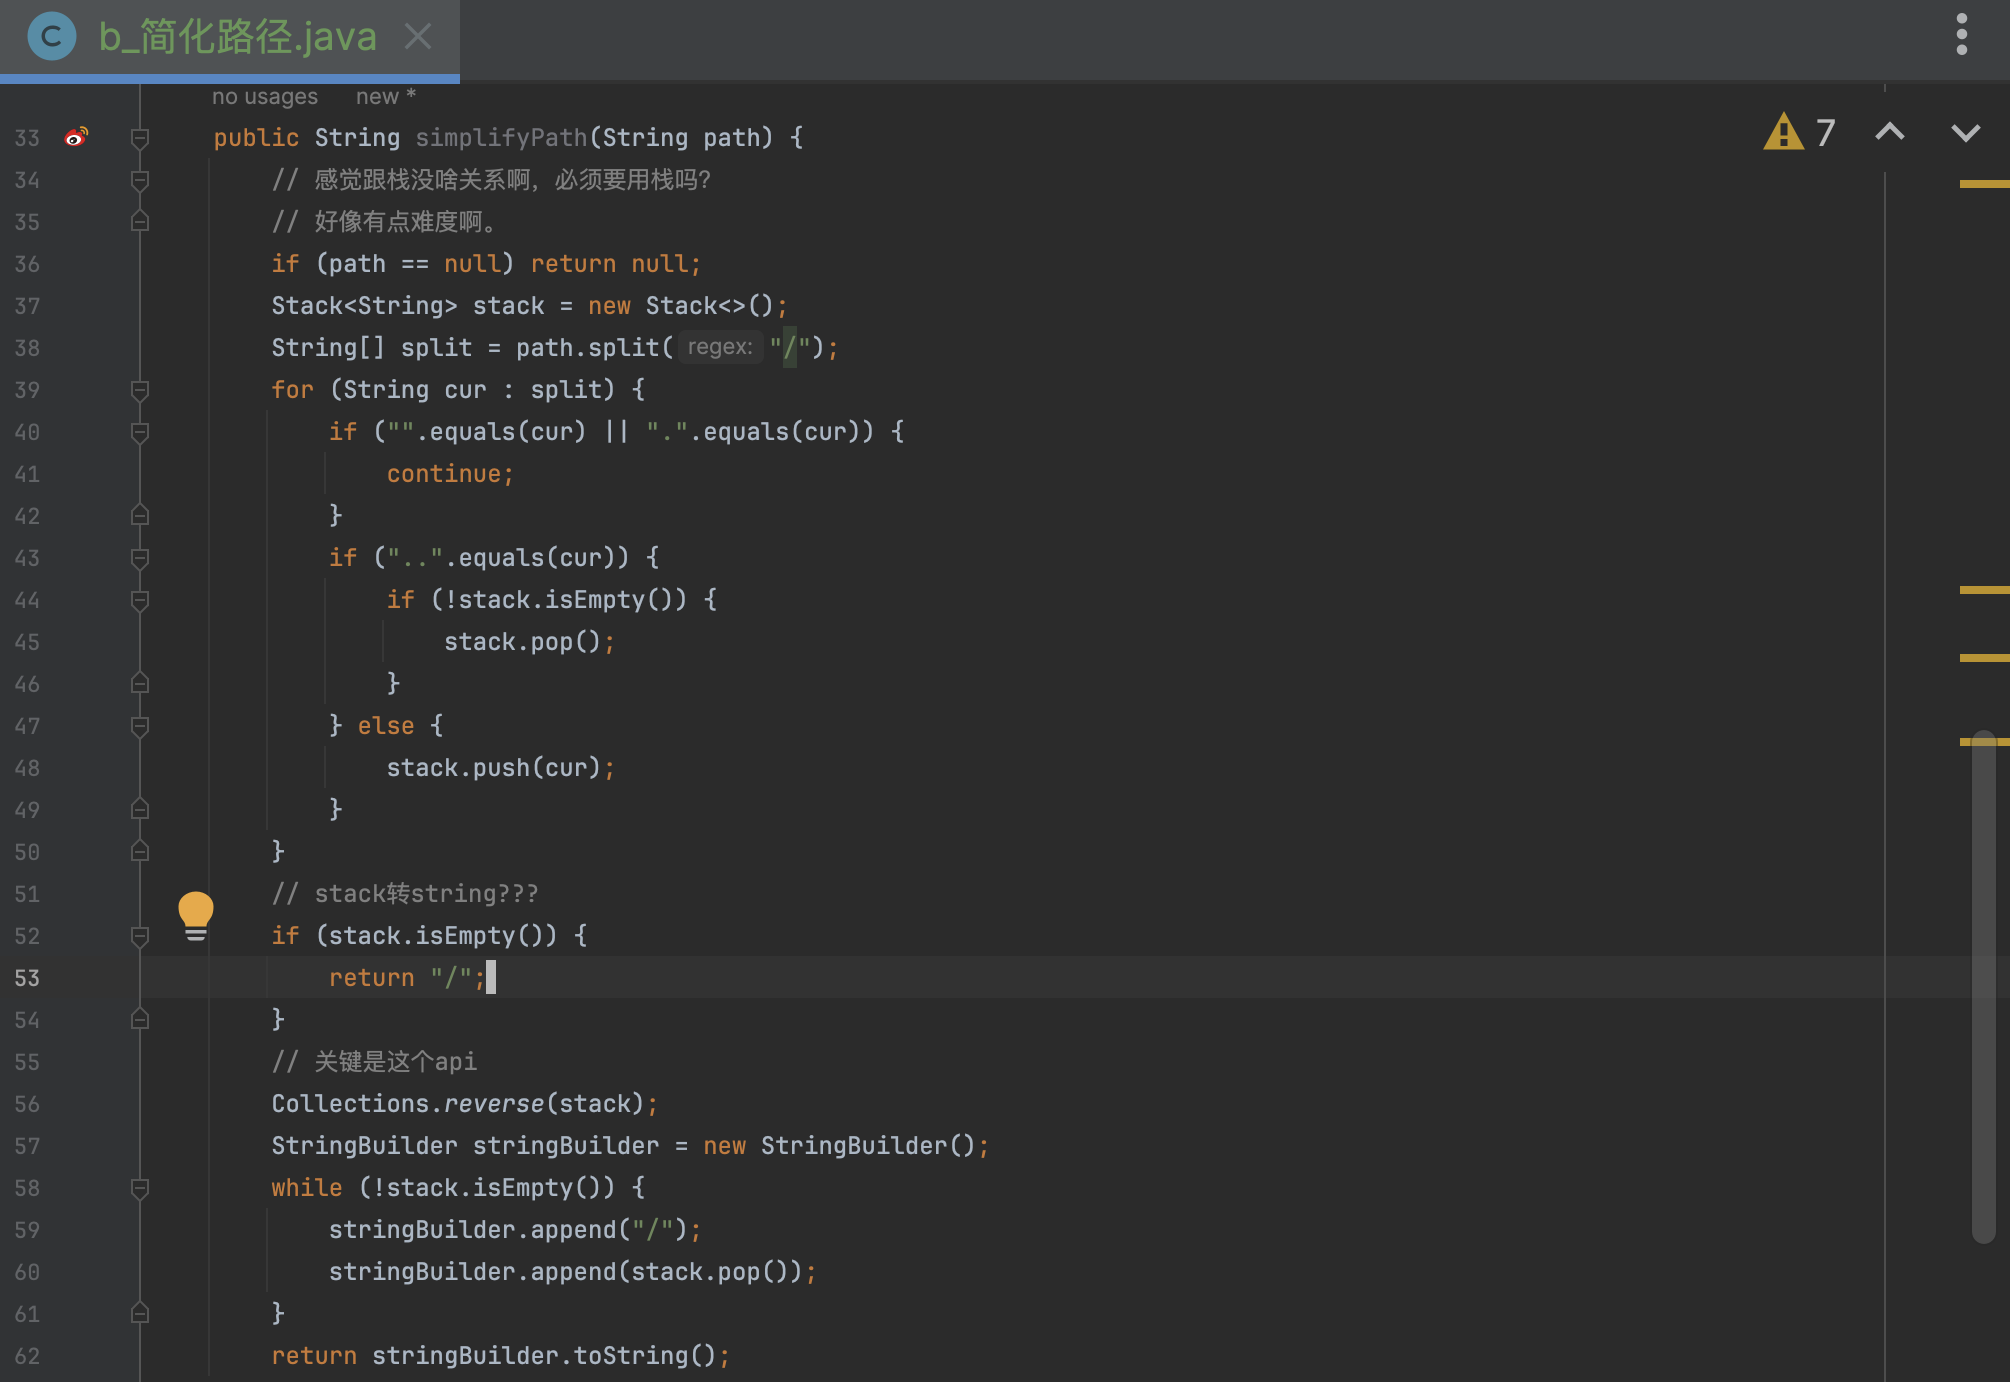 b_简化路径.java
no usages   new *
7
33 public String simplifyPath(String path) {
34     // 感觉跟栈没啥关系啊，必须要用栈吗？
35     // 好像有点难度啊。
36     if (path == null) return null;
37     Stack<String> stack = new Stack<>();
38     String[] split = path.split( regex: "/");
39     for (String cur : split) {
40         if ("".equals(cur) || ".".equals(cur)) {
41             continue;
42         }
43         if ("..".equals(cur)) {
44             if (!stack.isEmpty()) {
45                 stack.pop();
46             }
47         } else {
48             stack.push(cur);
49         }
50     }
51     // stack转string???
52     if (stack.isEmpty()) {
53         return "/";
54     }
55     // 关键是这个api
56     Collections.reverse(stack);
57     StringBuilder stringBuilder = new StringBuilder();
58     while (!stack.isEmpty()) {
59         stringBuilder.append("/");
60         stringBuilder.append(stack.pop());
61     }
62     return stringBuilder.toString();